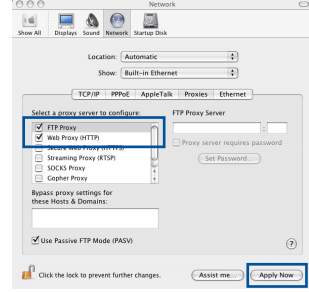 Network
Show All Displays Sound Network Startup Disk
Location: Automatic
Show: Built-in Ethernet
TCP/IP PPPoE AppleTalk Proxies Ethernet
Select a proxy server to configure:
FTP Proxy Server
FTP Proxy
Web Proxy (HTTP)
:
Secure Web Proxy (HTTPS)
Proxy server requires password
Streaming Proxy (RTSP)
Set Password...
SOCKS Proxy
Gopher Proxy
Bypass proxy settings for
these Hosts & Domains:
Use Passive FTP Mode (PASV)
?
Click the lock to prevent further changes.
Assist me... Apply Now